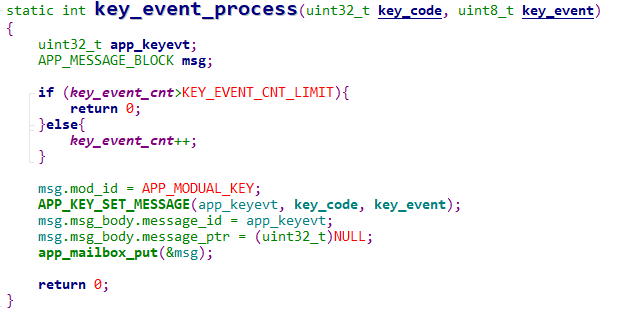 static int key_event_process(uint32_t key_code, uint8_t key_event)
{
    uint32_t app_keyevt;
    APP_MESSAGE_BLOCK msg;

    if (key_event_cnt>KEY_EVENT_CNT_LIMIT){
        return 0;
    }else{
        key_event_cnt++;
    }

    msg.mod_id = APP_MODUAL_KEY;
    APP_KEY_SET_MESSAGE(app_keyevt, key_code, key_event);
    msg.msg_body.message_id = app_keyevt;
    msg.msg_body.message_ptr = (uint32_t)NULL;
    app_mailbox_put(&msg);

    return 0;
}